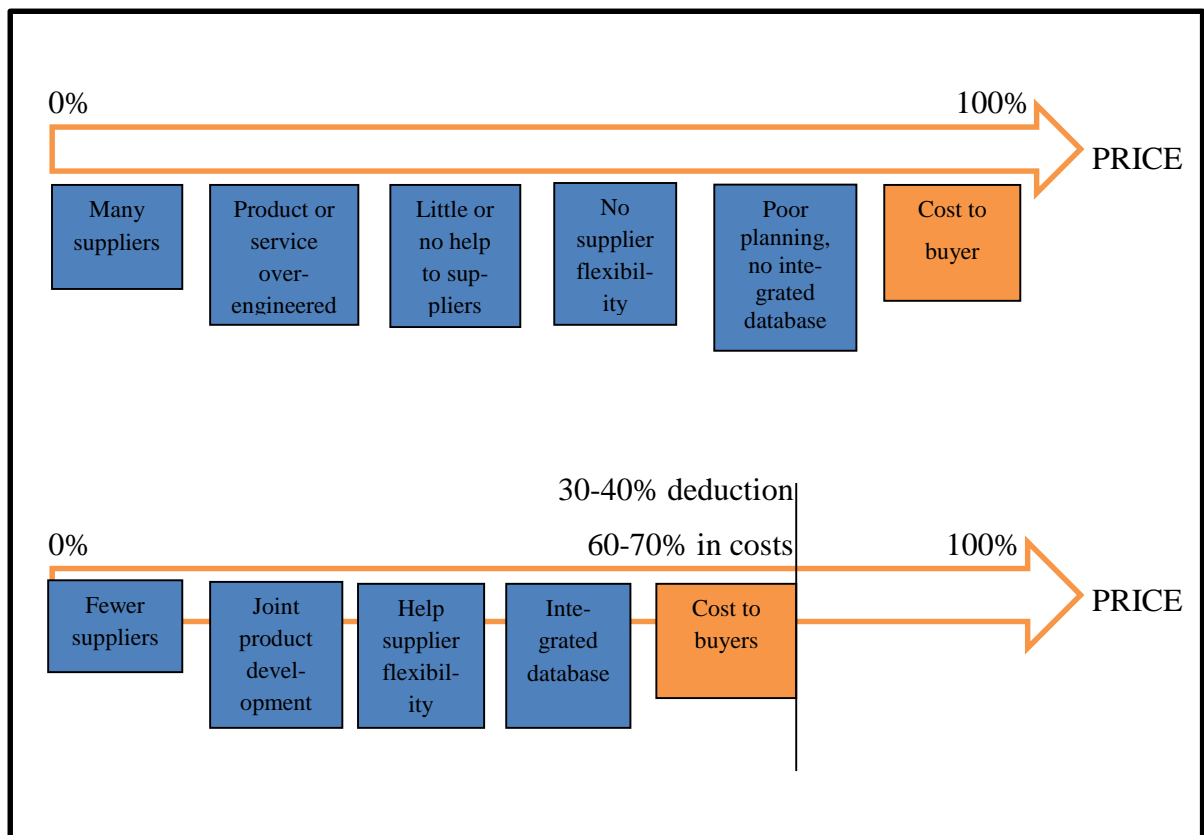 0%
100%
PRICE
Many
suppliers
Product or
service
over-
engineered
Little or
no help
to sup-
pliers
No
supplier
flexibil-
ity
Poor
planning,
no inte-
grated
database
Cost to
buyer
30-40% deduction
0%
60-70% in costs
100%
PRICE
Fewer
suppliers
Joint
product
devel-
opment
Help
supplier
flexibil-
ity
Inte-
grated
database
Cost to
buyers